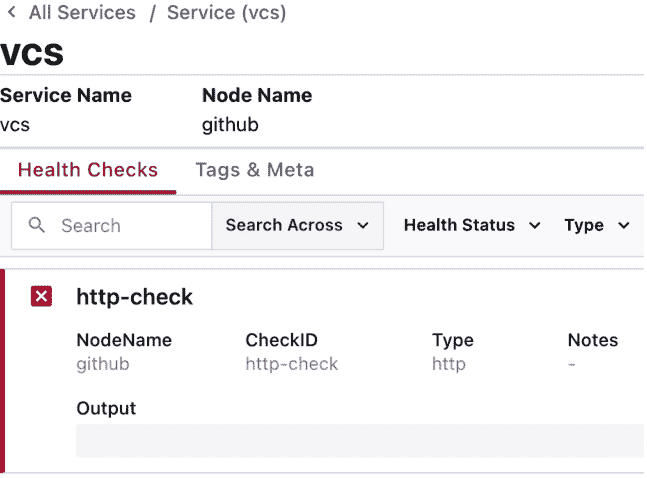 All Services / Service (vcs)
vcs
Service Name Node Name
vcs github
Health Checks Tags & Meta
Search Search Across Health Status Type
http-check
NodeName CheckID Type Notes
github http-check http -
Output